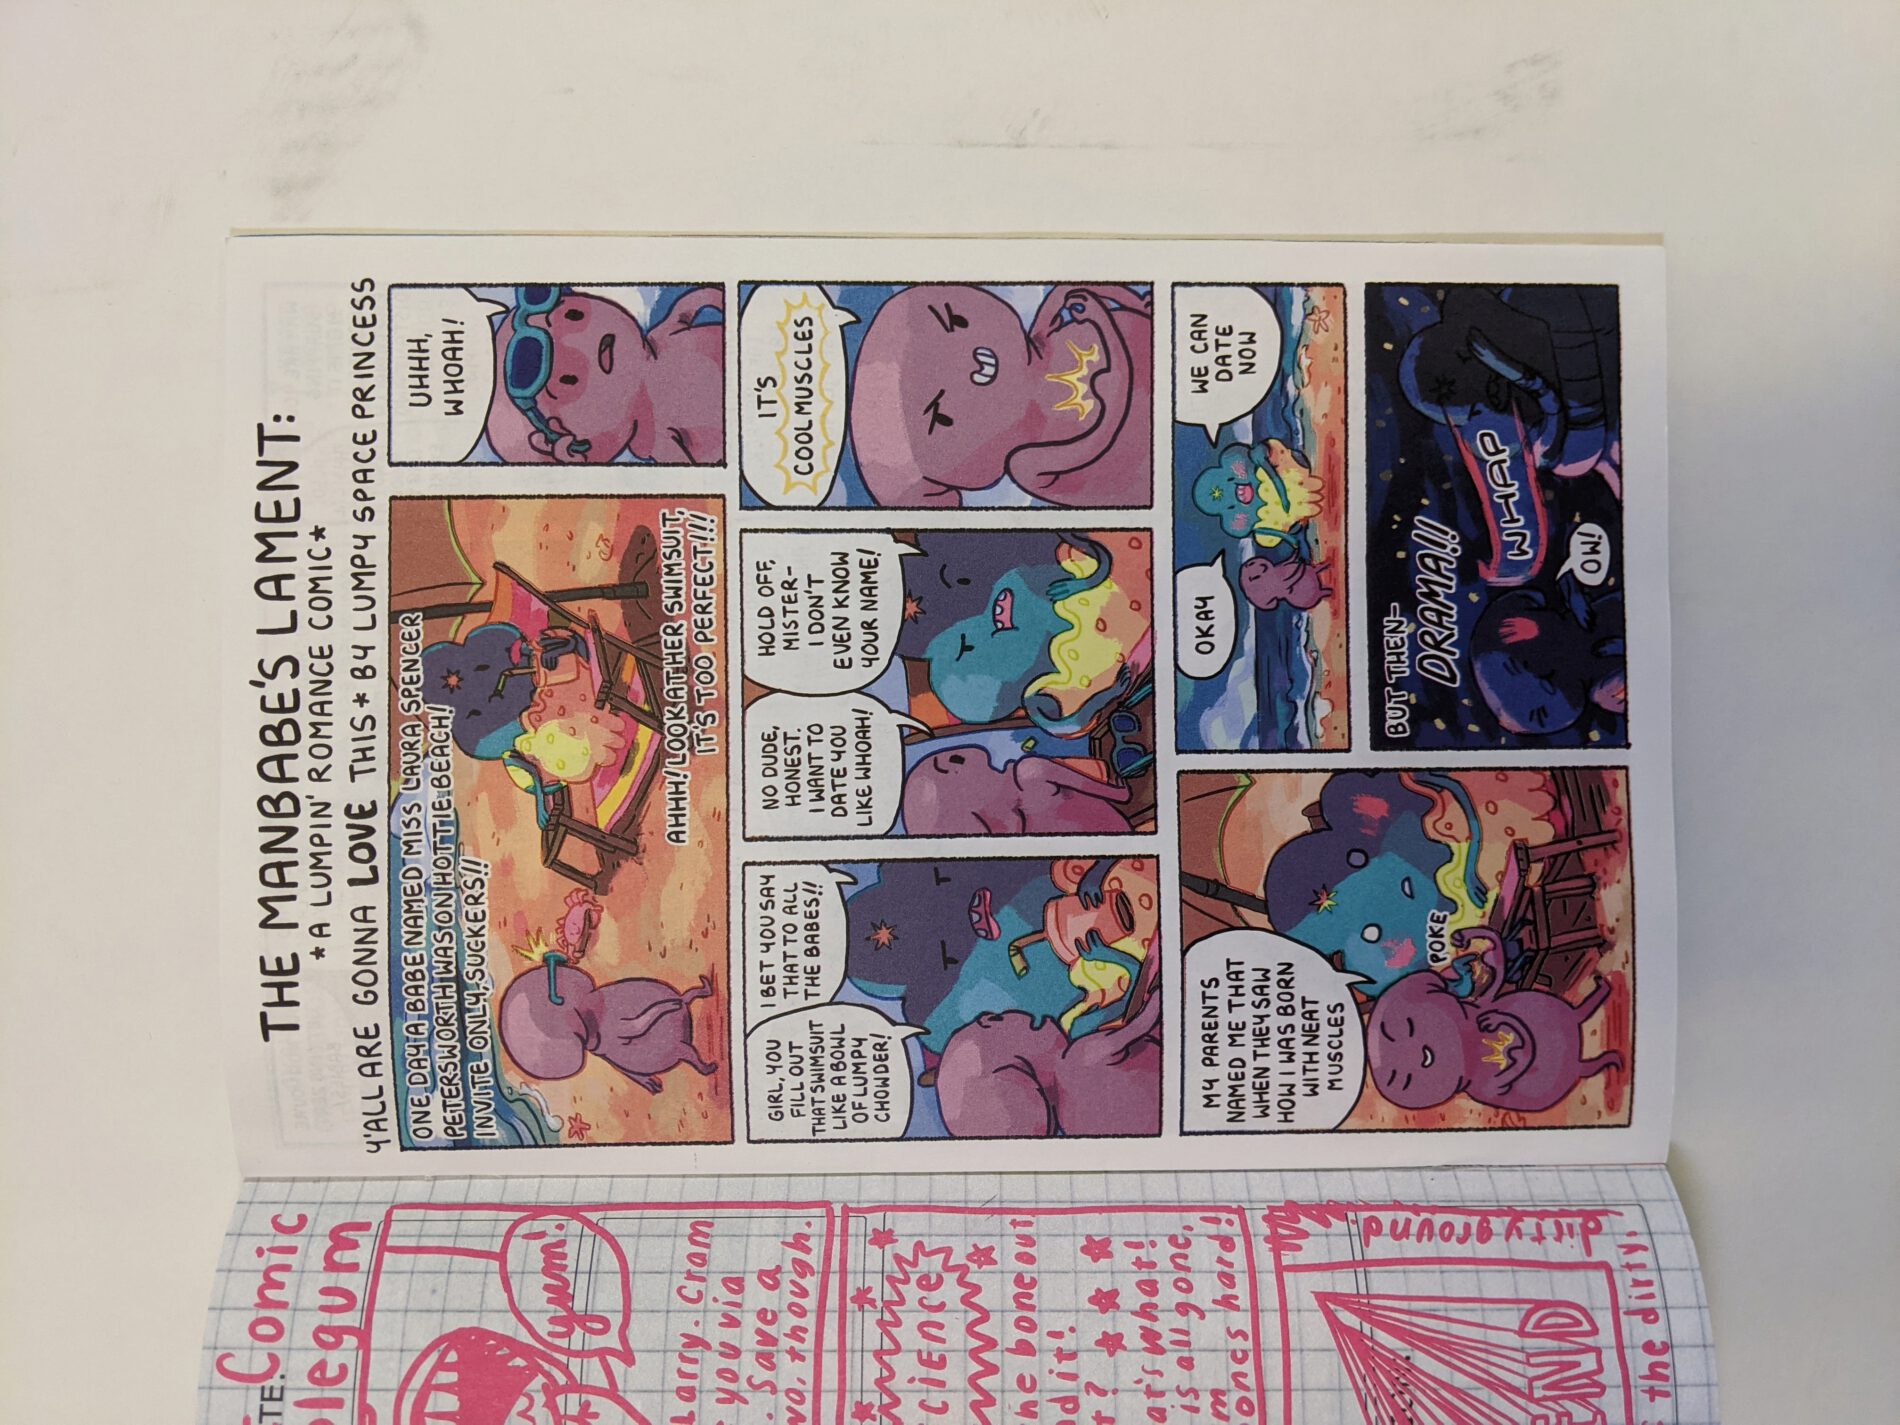 TE.
Comic
legum
yum!
Larry. Cram
you via
. Save a
wo, though.
cience
one bone out
d it!
t?
at's what!
is all gone,
m
bones hard!
END
dirty ground
the dirty.
THE MANBABE'S LAMENT:
*A LUMPIN' ROMANCE COMIC*
Y'ALL ARE GONNA LOVE THIS * BY LUMPY SPACE PRINCESS
ONE DAY A BABE NAMED MISS LAURA SPENCER
PETERSWORTH WAS ON HOTTIE BEACH!
INVITE ONLY, SUCKERS!!
AHHH! LOOK AT HER SWIMSUIT,
IT'S TOO PERFECT!!!
UHHH,
WHOAH!
GIRL, YOU
FILL OUT
THAT SWIMSUIT
LIKE A BOWL
OF LUMPY
CHOWDER!
I BET YOU SAY
THAT TO ALL
THE BABES!!
NO DUDE,
HONEST.
I WANT TO
DATE YOU
LIKE WHOAH!
HOLD OFF,
MISTER-
I DON'T
EVEN KNOW
YOUR NAME!
IT'S
COOLMUSCLES
MY PARENTS
NAMED ME THAT
WHEN THEY SAW
HOW I WAS BORN
WITH NEAT
MUSCLES
POKE
OKAY
WE CAN
DATE
NOW
BUT THEN-
DRAMA!!
WHAP
OW!